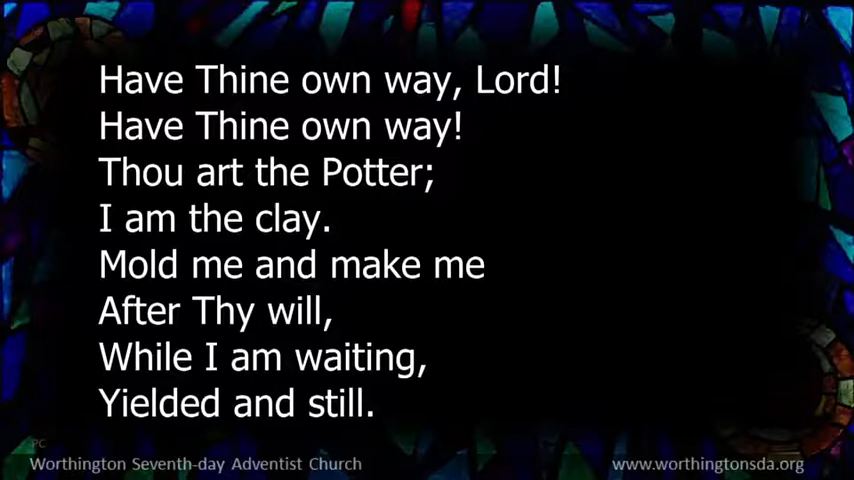 Have Thine own way, Lord!
Have Thine own way!
Thou art the Potter;
I am the clay.
Mold me and make me
After Thy will,
While I am waiting,
Yielded and still.
PC
Worthington Seventh-day Adventist Church
www.worthingtonsda.org